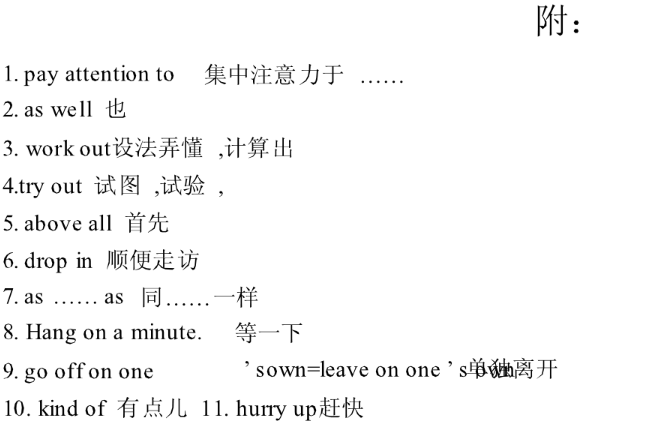 附：
1. pay attention to 集中注意力于 ……
2. as well 也
3. work out设法弄懂 ,计算出
4.try out 试图 ,试验 ,
5. above all 首先
6. drop in 顺便走访
7. as …… as 同……一样
8. Hang on a minute. 等一下
9. go off on one ’sown=leave on one ’s own单独离开
10. kind of 有点儿 11. hurry up赶快